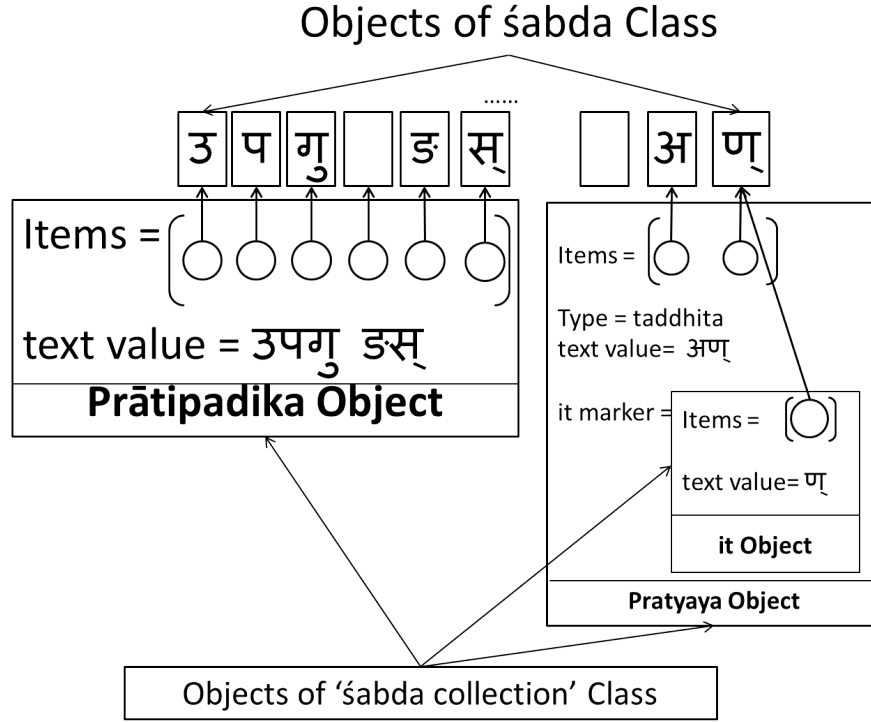 Objects of śabda Class
......
उ प गु ङ स् अ ण्
Items =
text value = उपगु ङस्
Prātipadika Object
Items =
Type = taddhita
text value= अण्
it marker =
Items =
text value= ण्
it Object
Pratyaya Object
Objects of ‘śabda collection’ Class